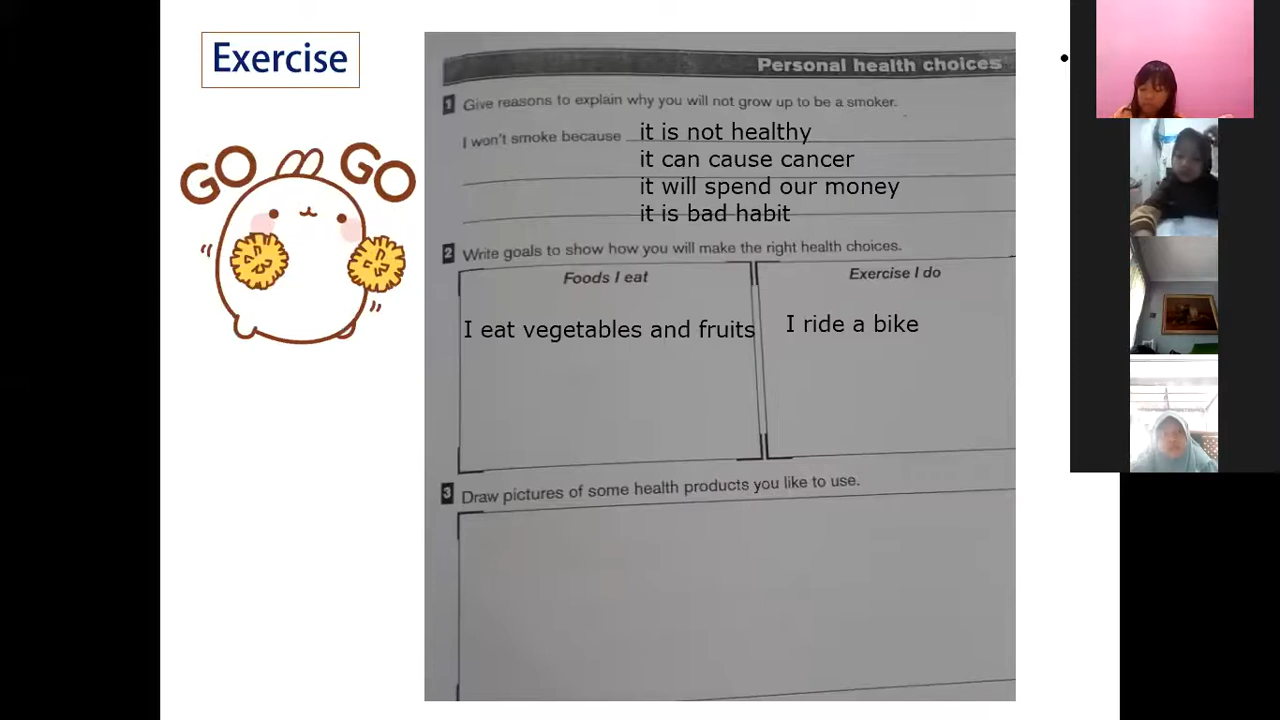 Exercise
GO GO
Personal health choices
1 Give reasons to explain why you will not grow up to be a smoker.
I won't smoke because it is not healthy
it can cause cancer
it will spend our money
it is bad habit
2 Write goals to show how you will make the right health choices.
Foods I eat
Exercise I do
I eat vegetables and fruits
I ride a bike
3 Draw pictures of some health products you like to use.